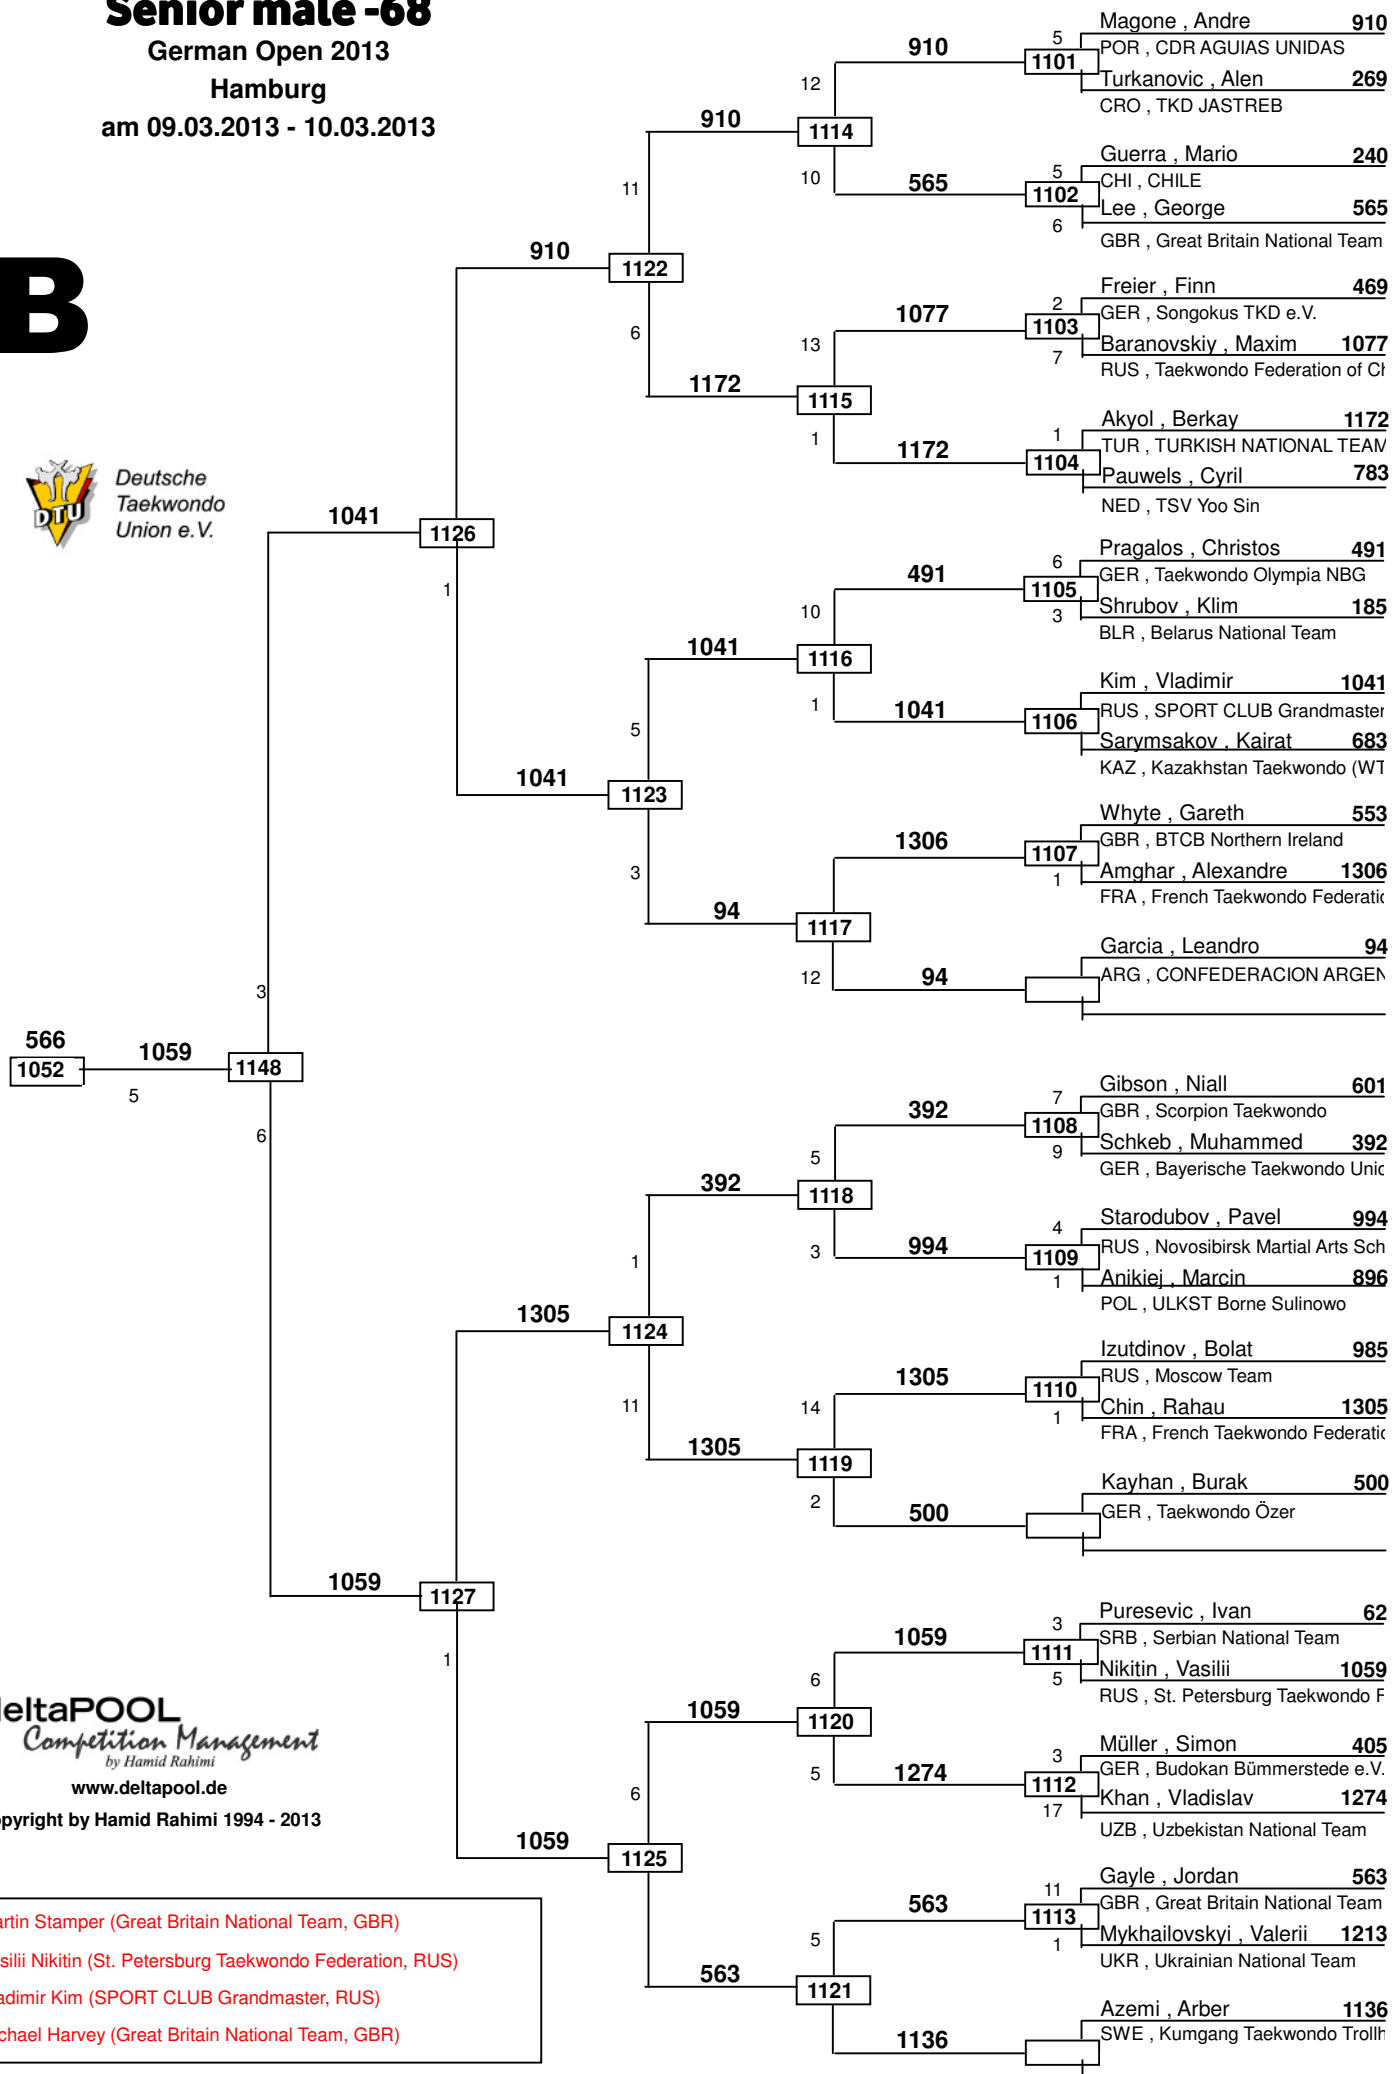 Senior male -68
German Open 2013
Hamburg
am 09.03.2013 - 10.03.2013
B
Deutsche
Taekwondo
Union e.V.
DTU
Magone , Andre 910
5
1101
POR , CDR AGUIAS UNIDAS
Turkanovic , Alen 269
CRO , TKD JASTREB
910
12
1114
10
565
Guerra , Mario 240
5
1102
CHI , CHILE
Lee , George 565
6
GBR , Great Britain National Team
910
11
1122
6
910
Freier , Finn 469
2
1103
GER , Songokus TKD e.V.
Baranovskiy , Maxim 1077
7
RUS , Taekwondo Federation of
1077
13
1115
1
1172
1172
Akyol , Berkay 1172
1
1104
TUR , TURKISH NATIONAL TEAM
Pauwels , Cyril 783
NED , TSV Yoo Sin
1041
1126
1
Pragalos , Christos 491
6
1105
GER , Taekwondo Olympia NBG
Shrubov , Klim 185
3
BLR , Belarus National Team
491
10
1116
1
1041
1041
Kim , Vladimir 1041
1106
RUS , SPORT CLUB Grandmaster
Sarymsakov , Kairat 683
KAZ , Kazakhstan Taekwondo (WT
5
1123
3
1041
Whyte , Gareth 553
1107
GBR , BTCB Northern Ireland
Amghar , Alexandre 1306
1
FRA , French Taekwondo
1306
94
1117
12
94
Garcia , Leandro 94
ARG , CONFEDERACION
3
566
1052
1059
5
1148
6
Gibson , Niall 601
7
1108
GBR , Scorpion Taekwondo
Schkeb , Muhammed 392
9
GER , Bayerische Taekwondo
392
5
1118
3
994
392
Starodubov , Pavel 994
4
1109
RUS , Novosibirsk Martial Arts Sch
Anikiej , Marcin 896
1
POL , ULKST Borne Sulinowo
1
1305
1124
11
Izutdinov , Bolat 985
1110
RUS , Moscow Team
Chin , Rahau 1305
1
FRA , French Taekwondo
1305
14
1305
1119
2
500
Kayhan , Burak 500
GER , Taekwondo Özer
1059
1127
1
Puresevic , Ivan 62
3
1111
SRB , Serbian National Team
Nikitin , Vasilii 1059
5
RUS , St. Petersburg Taekwondo F
1059
6
1059
1120
5
1274
Müller , Simon 405
3
1112
GER , Budokan Bümmerstede e.V.
Khan , Vladislav 1274
17
UZB , Uzbekistan National Team
6
1059
1125
Gayle , Jordan 563
11
1113
GBR , Great Britain National Team
Mykhailovskyi , Valerii 1213
1
UKR , Ukrainian National Team
563
5
563
1121
1136
Azemi , Arber 1136
SWE , Kumgang Taekwondo Trollh
deltaPOOL
Competition Management
by Hamid Rahimi
www.deltapool.de
opyright by Hamid Rahimi 1994 - 2013
artin Stamper (Great Britain National Team, GBR)
silii Nikitin (St. Petersburg Taekwondo Federation, RUS)
adimir Kim (SPORT CLUB Grandmaster, RUS)
chael Harvey (Great Britain National Team, GBR)